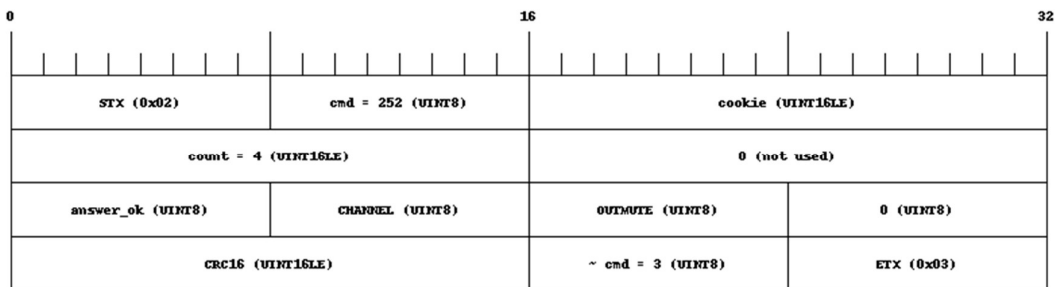 0 16 32
STX (0x02) cmd = 252 (UINT8) cookie (UINT16LE)
count = 4 (UINT16LE) 0 (not used)
answer_ok (UINT8) CHANNEL (UINT8) OUTMUTE (UINT8) 0 (UINT8)
CRC16 (UINT16LE) ~ cmd = 3 (UINT8) ETX (0x03)